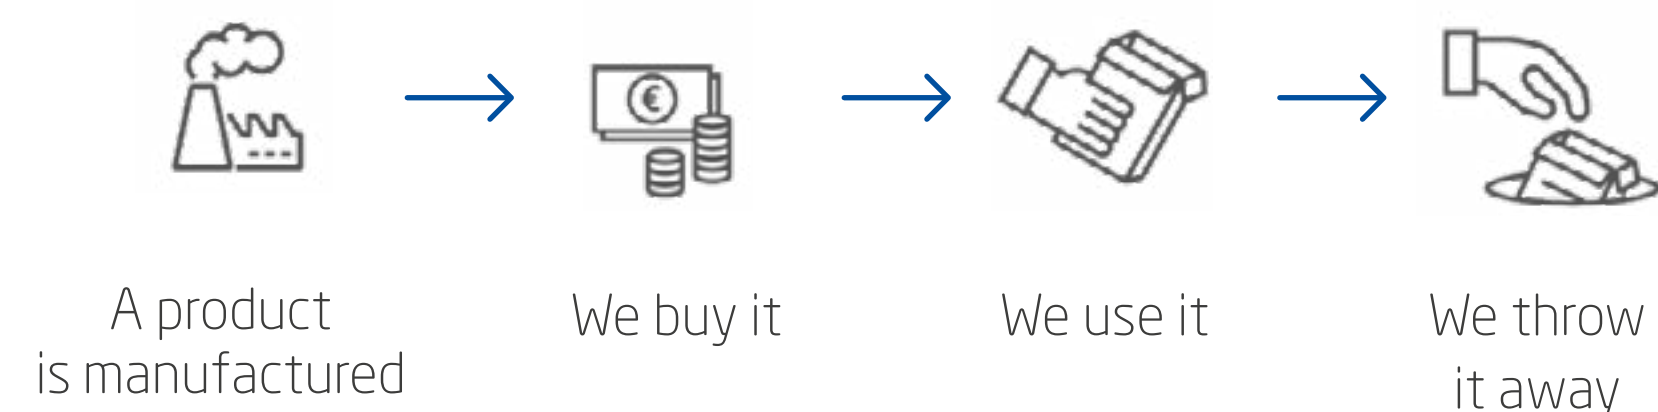 €
A product
is manufactured
We buy it
We use it
We throw
it away